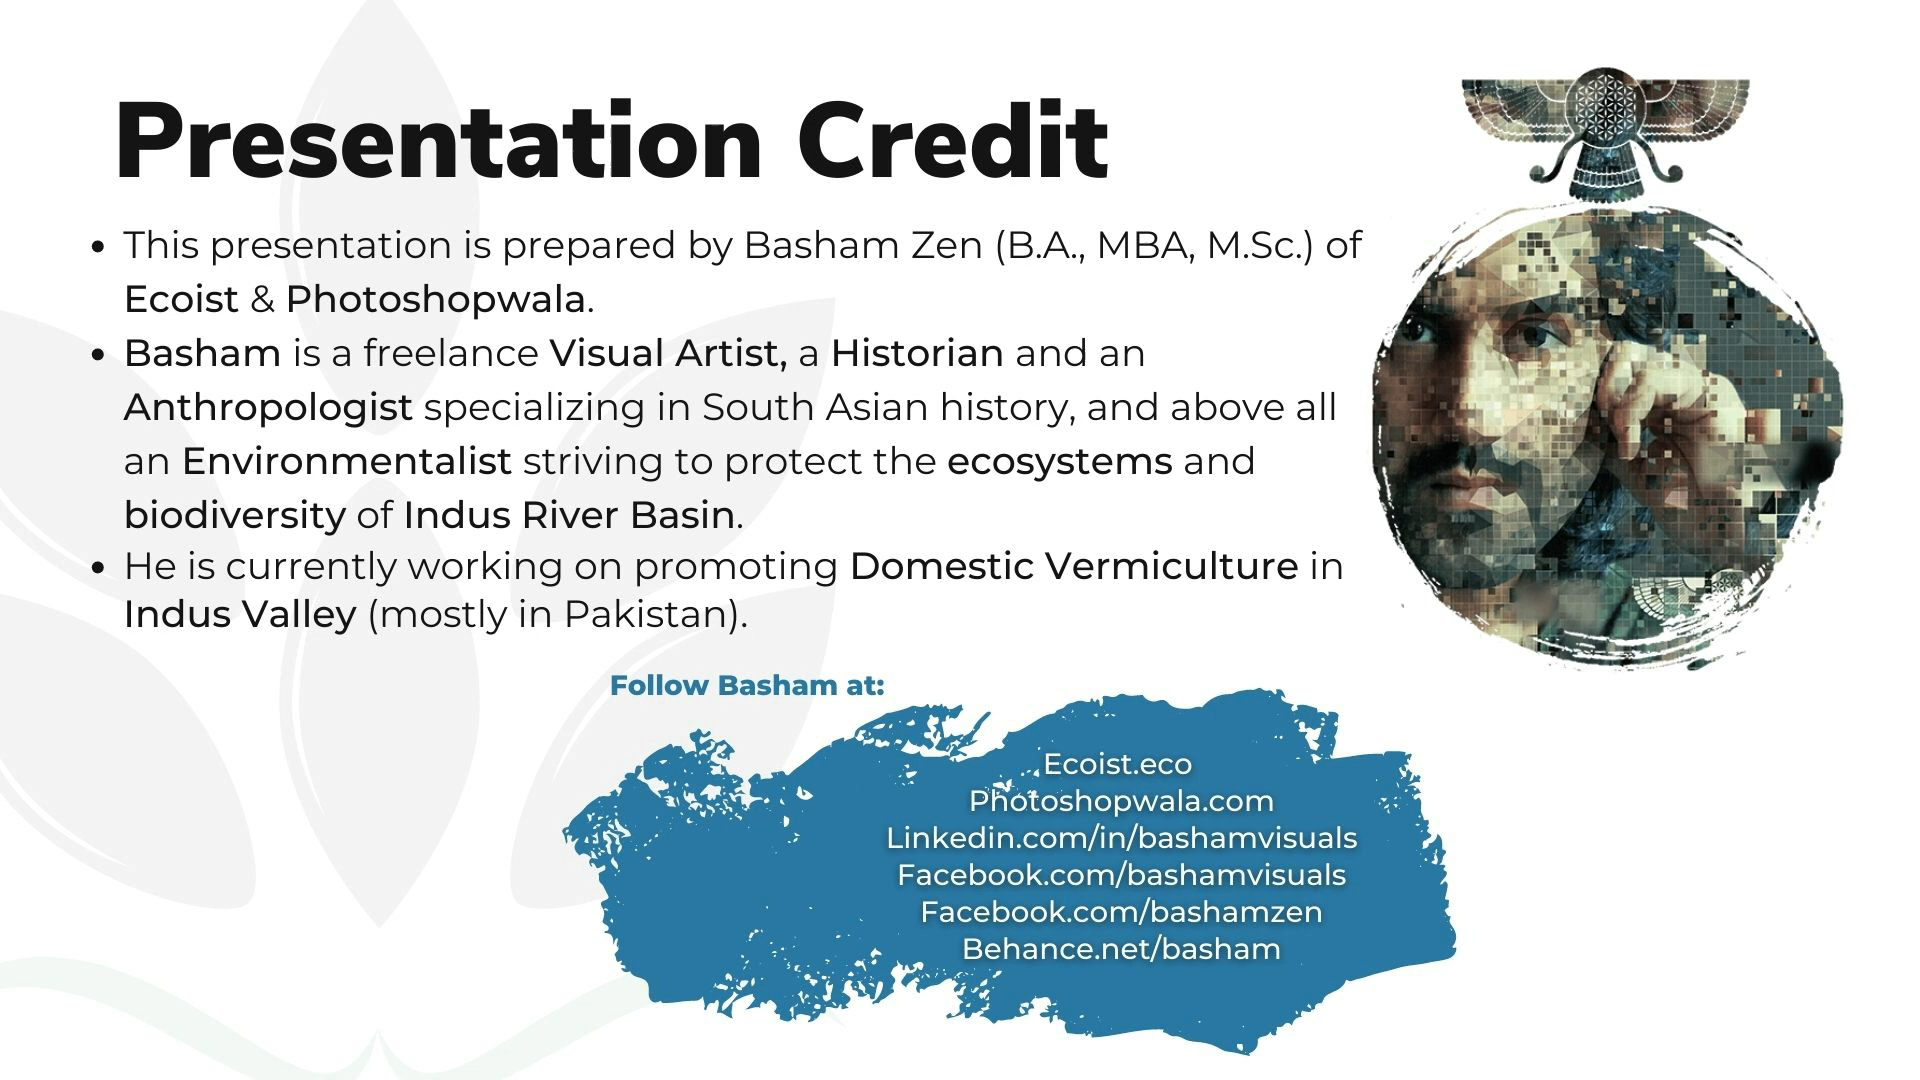 Presentation Credit
• This presentation is prepared by Basham Zen (B.A., MBA, M.Sc.) of
Ecoist & Photoshopwala.
• Basham is a freelance Visual Artist, a Historian and an
Anthropologist specializing in South Asian history, and above all
an Environmentalist striving to protect the ecosystems and
biodiversity of Indus River Basin.
• He is currently working on promoting Domestic Vermiculture in
Indus Valley (mostly in Pakistan).
Follow Basham at:
Ecoist.eco
Photoshopwala.com
Linkedin.com/in/bashamvisuals
Facebook.com/bashamvisuals
Facebook.com/bashamzen
Behance.net/basham